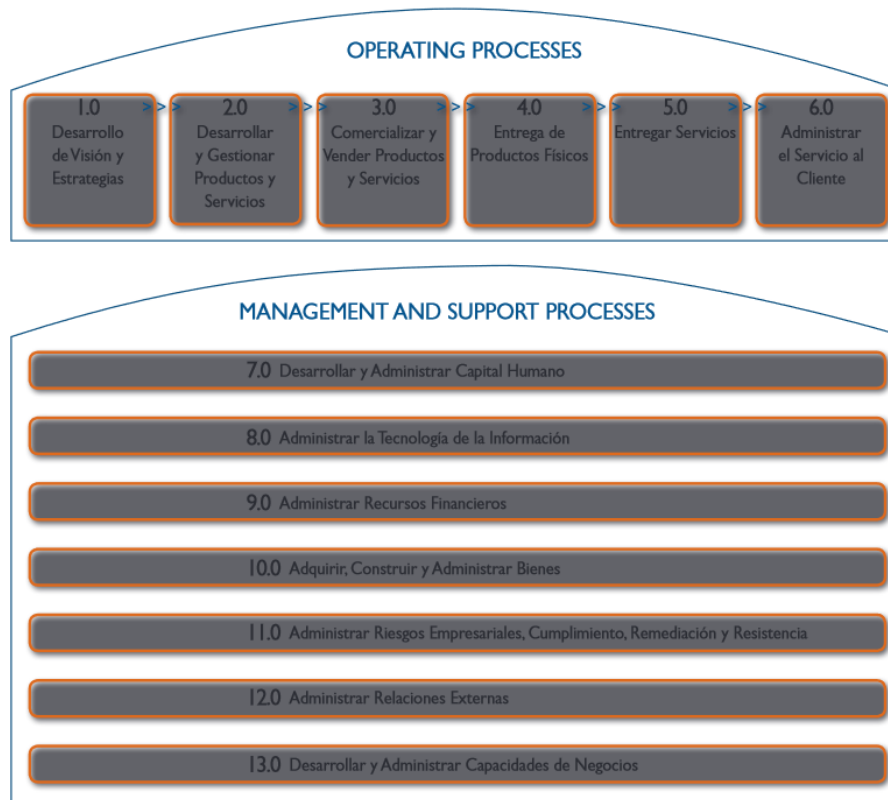 OPERATING PROCESSES
1.0 >>> 2.0 >>> 3.0 >>> 4.0 >>> 5.0 >>> 6.0
Desarrollo
de Visión y
Estrategias
Desarrollar
y Gestionar
Productos y
Servicios
Comercializar y
Vender Productos
y Servicios
Entrega de
Productos Físicos
Entregar Servicios
Administrar
el Servicio al
Cliente
MANAGEMENT AND SUPPORT PROCESSES
7.0 Desarrollar y Administrar Capital Humano
8.0 Administrar la Tecnología de la Información
9.0 Administrar Recursos Financieros
10.0 Adquirir, Construir y Administrar Bienes
11.0 Administrar Riesgos Empresariales, Cumplimiento, Remediación y Resistencia
12.0 Administrar Relaciones Externas
13.0 Desarrollar y Administrar Capacidades de Negocios